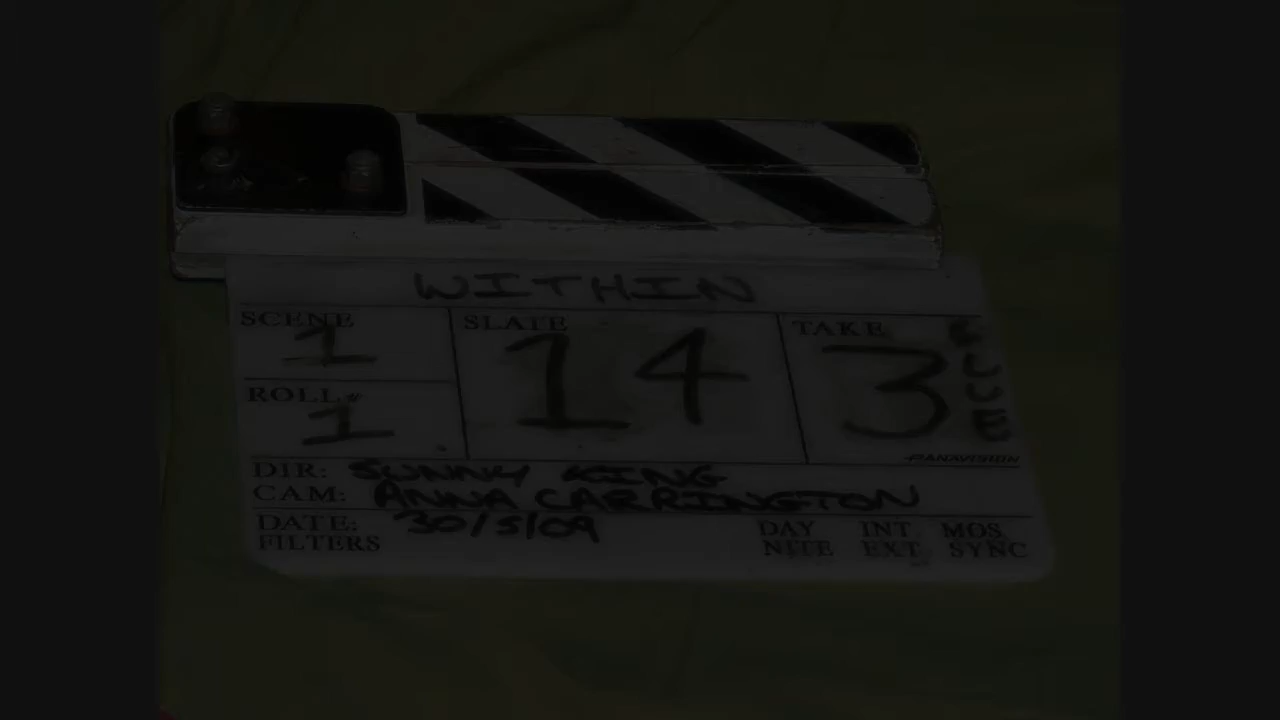 WITHIN
SCENE 1
SLATE 14
TAKE 3
BLUE
ROLL# 1
PANAVISION
DIR: SUNNY KING
CAM: ANNA CARRINGTON
DATE: 30/5/09
FILTERS
DAY INT MOS
NITE EXT SYNC